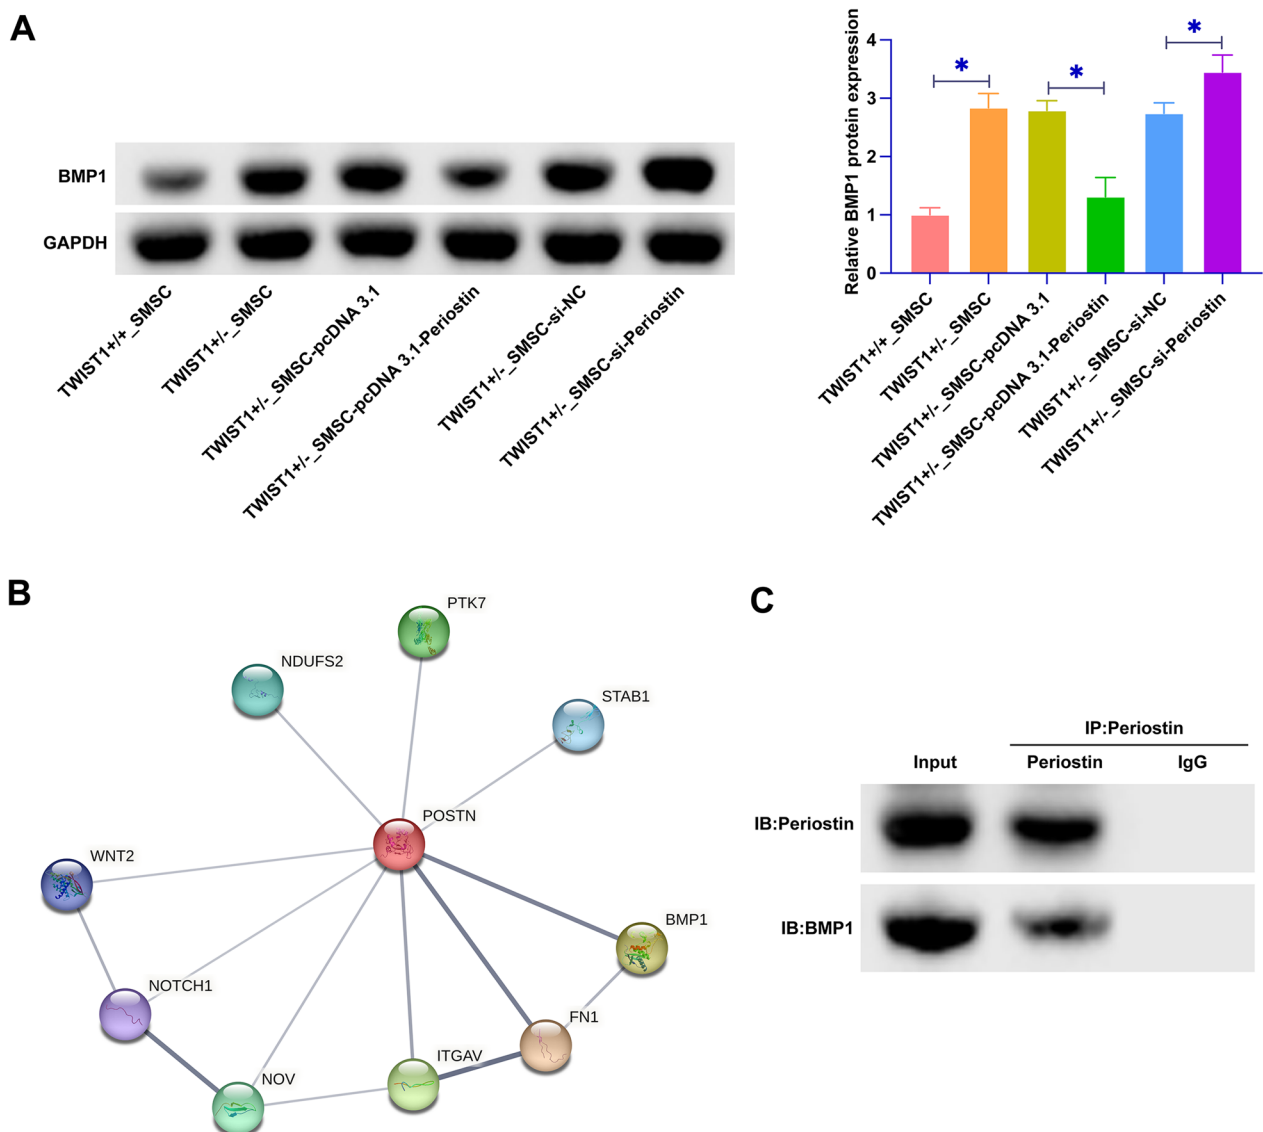 A
BMP1
GAPDH
TWIST1+/+_SMSC
TWIST1+/-_SMSC
TWIST1+/-_SMSC-pcDNA 3.1
TWIST1+/-_SMSC-pcDNA 3.1-Periostin
TWIST1+/-_SMSC-si-NC
TWIST1+/-_SMSC-si-Periostin
Relative BMP1 protein expression
4
3
2
1
0
*
*
*
TWIST1+/+_SMSC
TWIST1+/-_SMSC
TWIST1+/-_SMSC-pcDNA 3.1
TWIST1+/-_SMSC-pcDNA 3.1-Periostin
TWIST1+/-_SMSC-si-NC
TWIST1+/-_SMSC-si-Periostin
B
PTK7
NDUFS2
STAB1
POSTN
WNT2
BMP1
NOTCH1
FN1
ITGAV
NOV
C
IP:Periostin
Input Periostin IgG
IB:Periostin
IB:BMP1